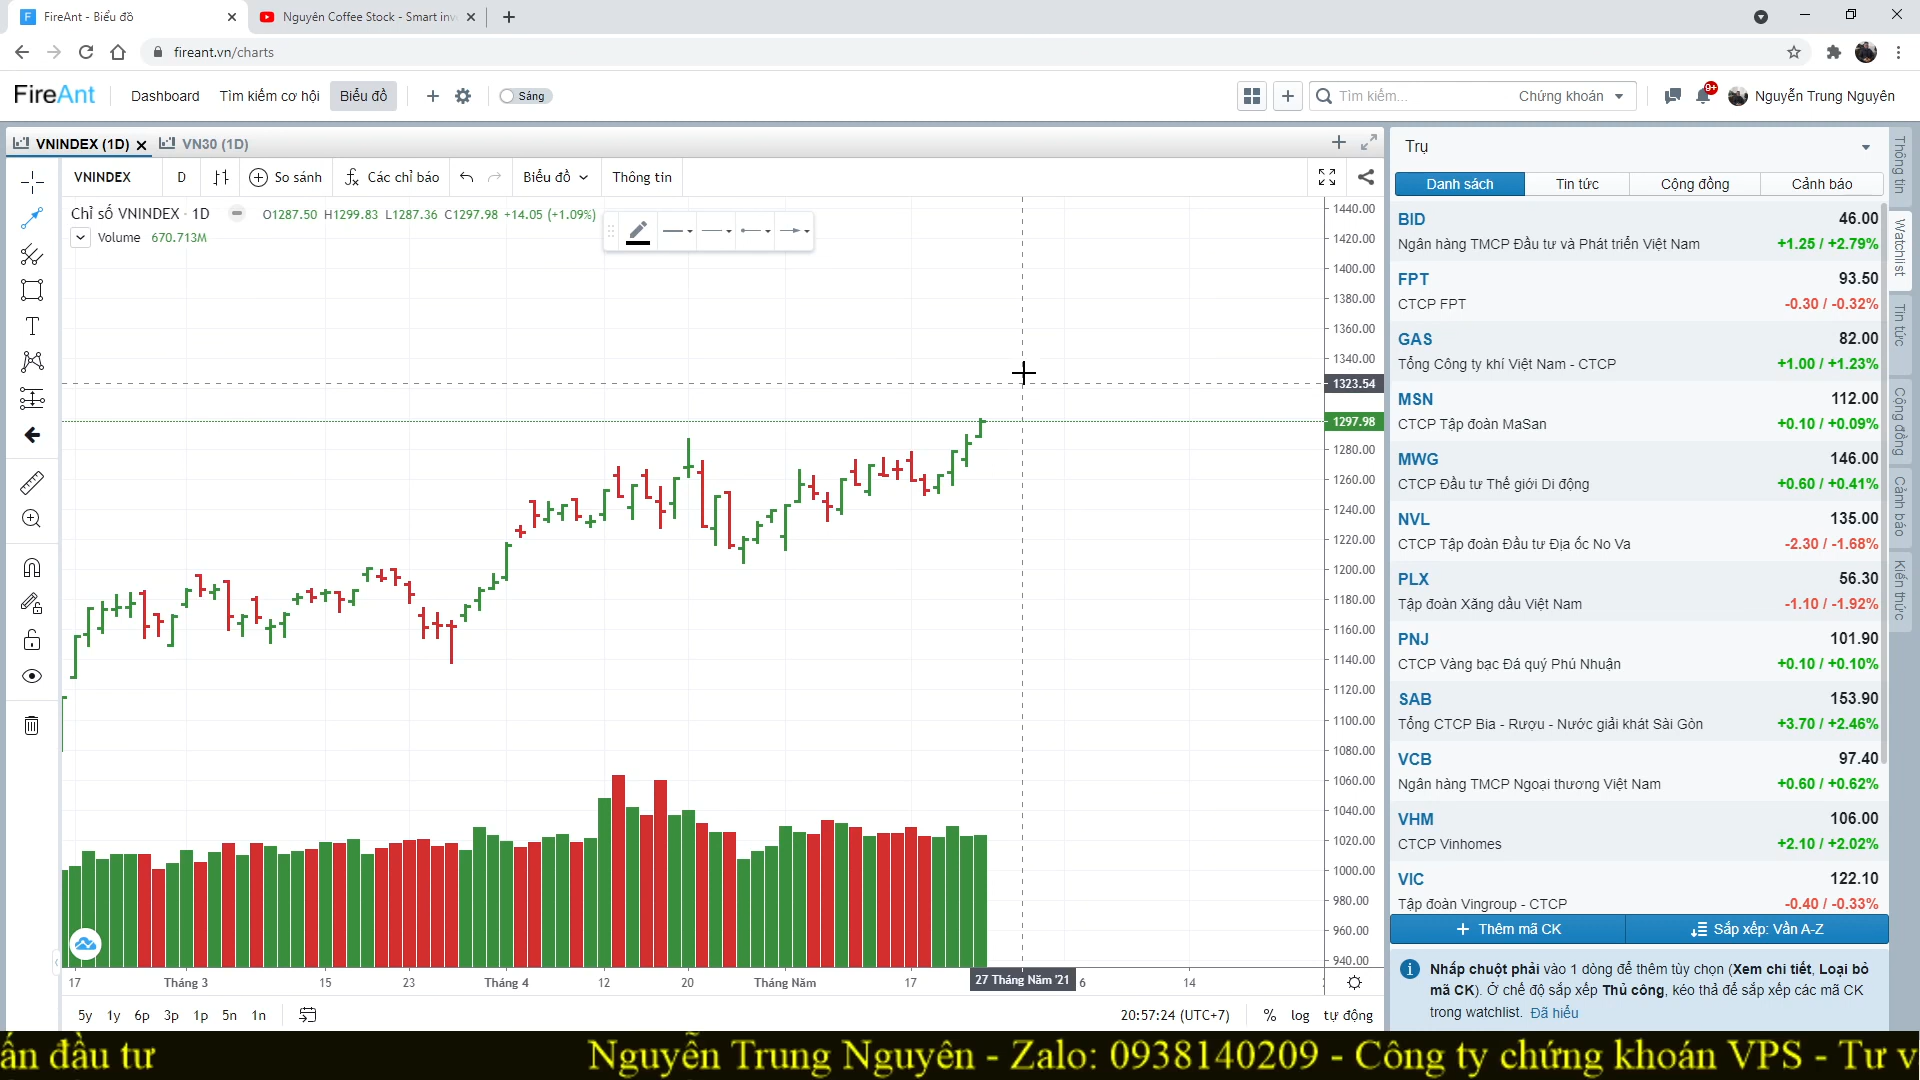 FireAnt - Biểu đồ
Nguyên Coffee Stock - Smart inv
fireant.vn/charts
FireAnt
Dashboard
Tìm kiếm cơ hội
Biểu đồ
Sáng
Tìm kiếm...
Chứng khoán
9+
Nguyễn Trung Nguyên
VNINDEX (1D)
VN30 (1D)
VNINDEX
D
So sánh
Các chỉ báo
Biểu đồ
Thông tin
Chỉ số VNINDEX · 1D
O1287.50 H1299.83 L1287.36 C1297.98 +14.05 (+1.09%)
Volume 670.713M
1440.00
1420.00
1400.00
1380.00
1360.00
1340.00
1323.54
1297.98
1280.00
1260.00
1240.00
1220.00
1200.00
1180.00
1160.00
1140.00
1120.00
1100.00
1080.00
1060.00
1040.00
1020.00
1000.00
980.00
960.00
940.00
17 Tháng 3 15 23 Tháng 4 12 20 Tháng Năm 17 27 Tháng Năm '21 6 14
5y 1y 6p 3p 1p 5n 1n
20:57:24 (UTC+7) % log tự động
Trụ
Danh sách
Tin tức
Cộng đồng
Cảnh báo
BID 46.00
Ngân hàng TMCP Đầu tư và Phát triển Việt Nam +1.25 / +2.79%
FPT 93.50
CTCP FPT -0.30 / -0.32%
GAS 82.00
Tổng Công ty khí Việt Nam - CTCP +1.00 / +1.23%
MSN 112.00
CTCP Tập đoàn MaSan +0.10 / +0.09%
MWG 146.00
CTCP Đầu tư Thế giới Di động +0.60 / +0.41%
NVL 135.00
CTCP Tập đoàn Đầu tư Địa ốc No Va -2.30 / -1.68%
PLX 56.30
Tập đoàn Xăng dầu Việt Nam -1.10 / -1.92%
PNJ 101.90
CTCP Vàng bạc Đá quý Phú Nhuận +0.10 / +0.10%
SAB 153.90
Tổng CTCP Bia - Rượu - Nước giải khát Sài Gòn +3.70 / +2.46%
VCB 97.40
Ngân hàng TMCP Ngoại thương Việt Nam +0.60 / +0.62%
VHM 106.00
CTCP Vinhomes +2.10 / +2.02%
VIC 122.10
Tập đoàn Vingroup - CTCP -0.40 / -0.33%
Thêm mã CK
Sắp xếp: Vần A-Z
Nhấp chuột phải vào 1 dòng để thêm tùy chọn (Xem chi tiết, Loại bỏ
mã CK). Ở chế độ sắp xếp Thủ công, kéo thả để sắp xếp các mã CK
trong watchlist. Đã hiểu
Thông tin
Watchlist
Tin tức
Cộng đồng
Cảnh báo
Kiến thức
ấn đầu tư
Nguyễn Trung Nguyên - Zalo: 0938140209 - Công ty chứng khoán VPS - Tư v